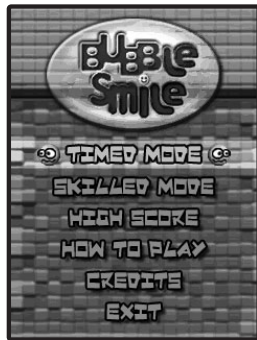 BUBBLE
Smile
TIMED MODE
SKILLED MODE
HIGH SCORE
HOW TO PLAY
CREDITS
EXIT